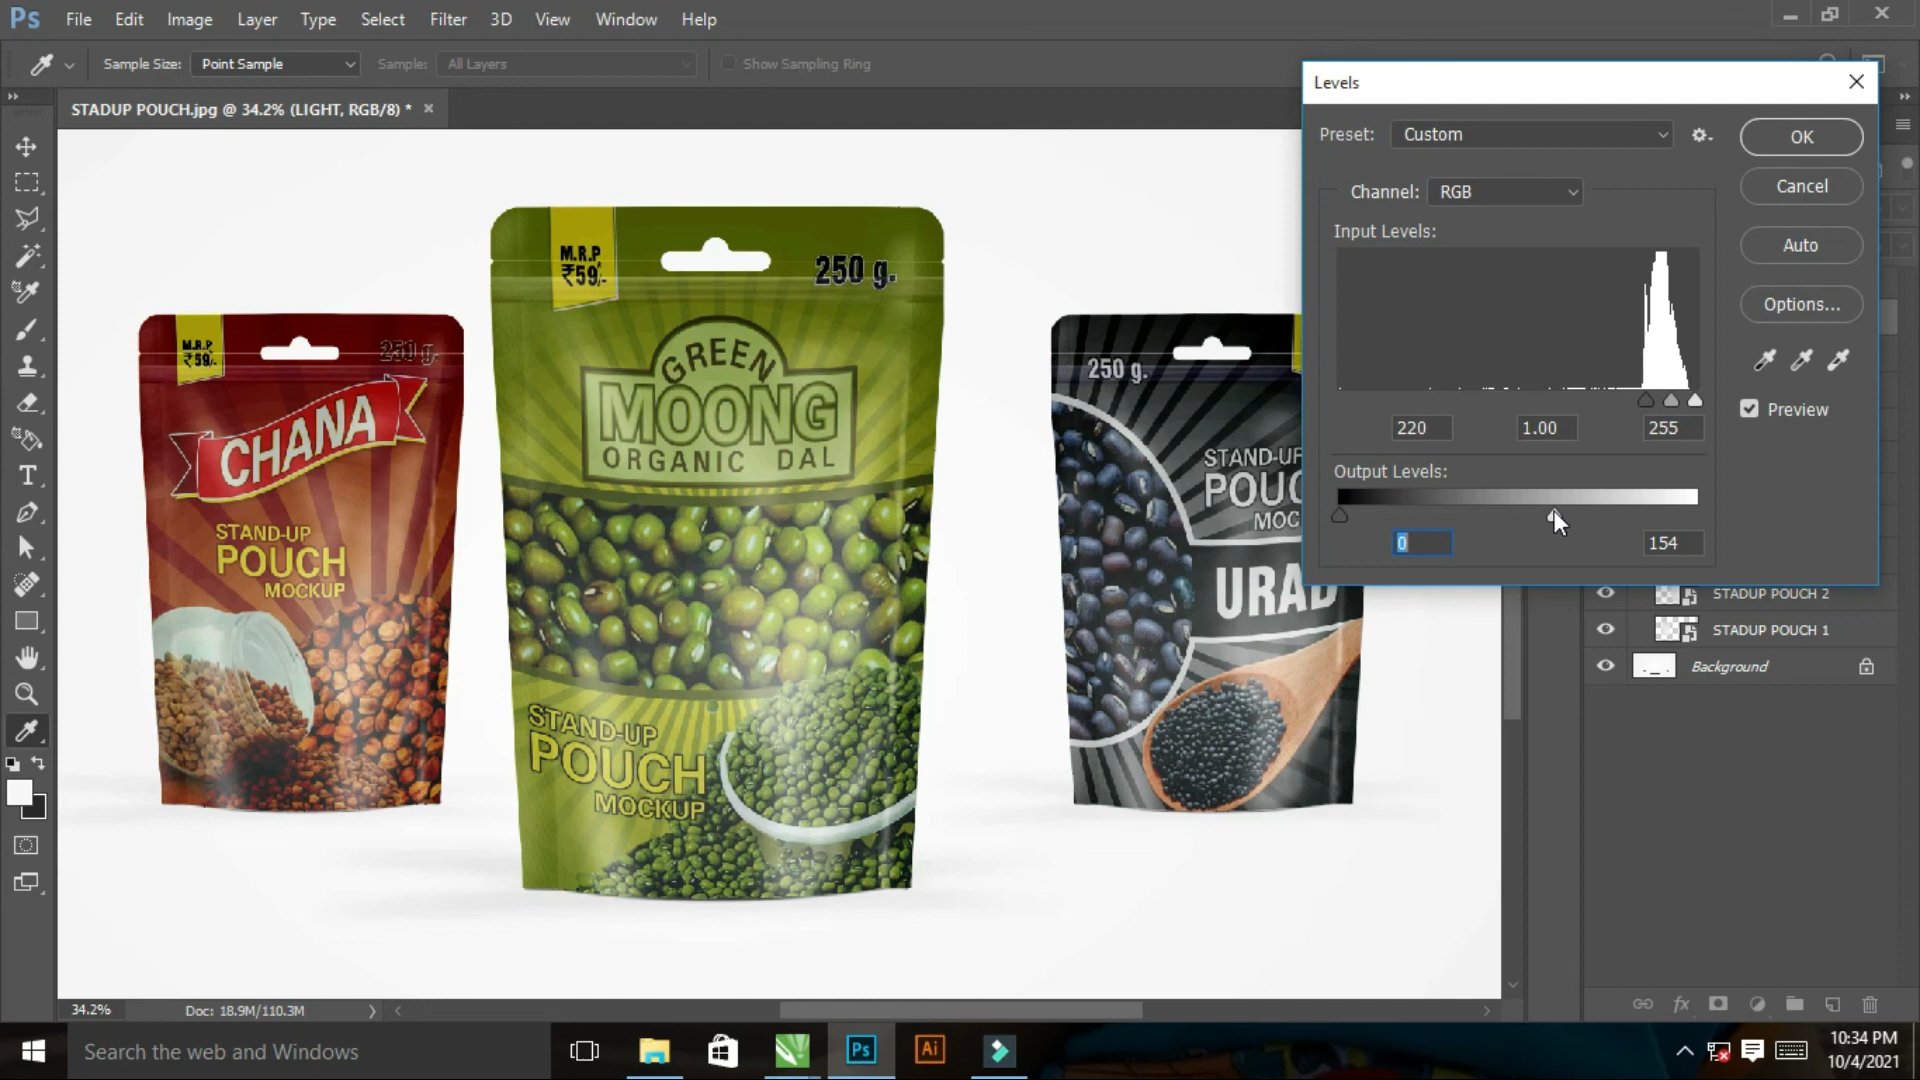 Ps File Edit Image Layer Type Select Filter 3D View Window Help
Sample Size: Point Sample Sample: All Layers Show Sampling Ring
STADUP POUCH.jpg @ 34.2% (LIGHT, RGB/8) *
Levels
Preset: Custom
OK
Channel: RGB
Cancel
Input Levels:
Auto
Options...
Preview
220 1.00 255
Output Levels:
0 154
M.R.P
₹59/-
250 g.
GREEN
MOONG
ORGANIC DAL
STAND-UP
POUCH
MOCKUP
M.R.P.
₹59/-
250 g.
CHANA
STAND-UP
POUCH
MOCKUP
250 g.
STAND-UP
POUC
MOC
URAD
STADUP POUCH 2
STADUP POUCH 1
Background
34.2% Doc: 18.9M/110.3M
fx
Search the web and Windows
Ps
Ai
10:34 PM
10/4/2021